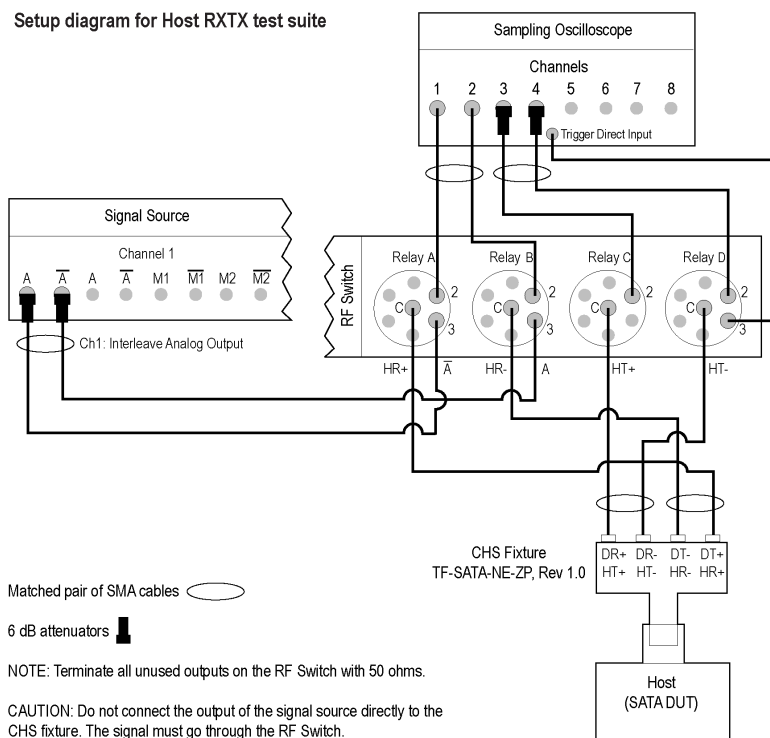 Setup diagram for Host RXTX test suite
Sampling Oscilloscope
Channels
1 2 3 4 5 6 7 8
Trigger Direct Input
Signal Source
Channel 1
A A̅ A A̅ M1 M̅1̅ M2 M̅2̅
Ch1: Interleave Analog Output
RF Switch
Relay A Relay B Relay C Relay D
C 2 C 2 C 2 C 2
3 3 3
HR+ A̅ HR- A HT+ HT-
CHS Fixture
TF-SATA-NE-ZP, Rev 1.0
DR+ DR- DT- DT+
HT+ HT- HR- HR+
Host
(SATA DUT)
Matched pair of SMA cables
6 dB attenuators
NOTE: Terminate all unused outputs on the RF Switch with 50 ohms.
CAUTION: Do not connect the output of the signal source directly to the
CHS fixture. The signal must go through the RF Switch.